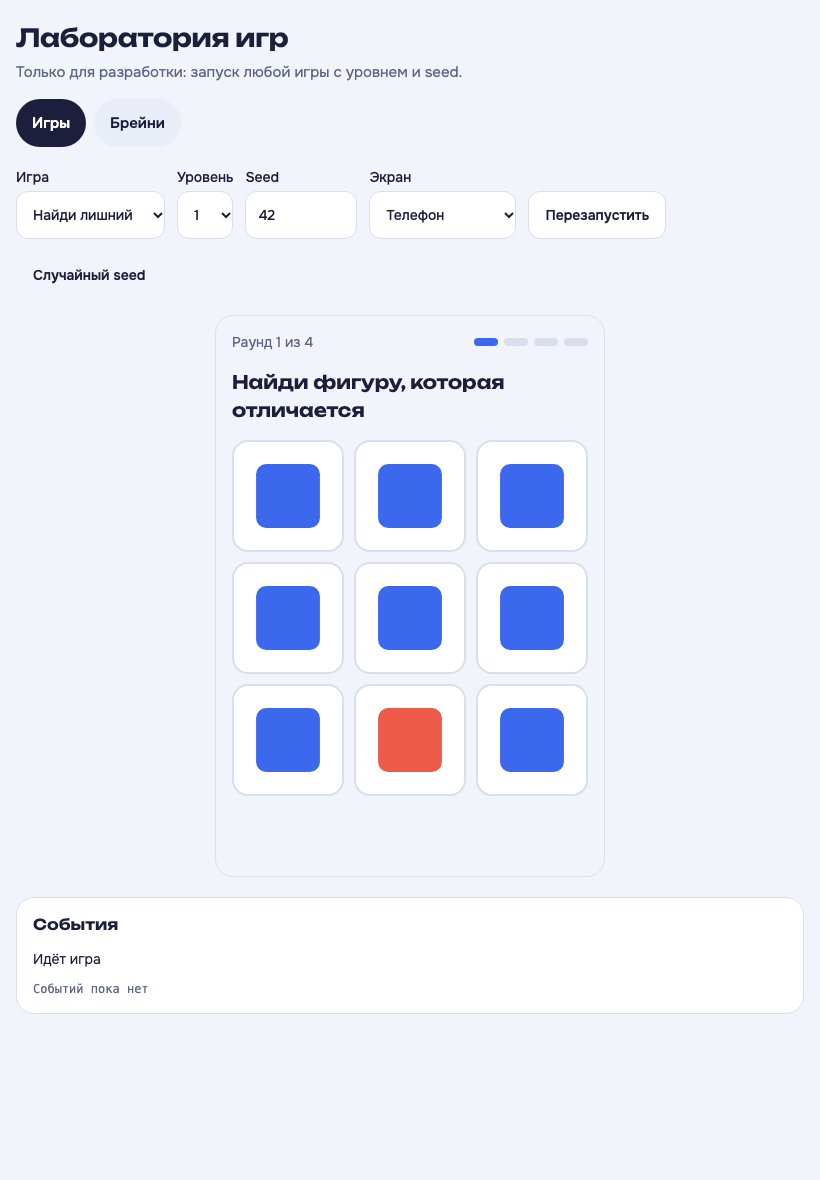 Лаборатория игр
Только для разработки: запуск любой игры с уровнем и seed.
Игры Брейни
Игра Уровень Seed Экран
Найди лишний 1 42 Телефон Перезапустить
Случайный seed
Раунд 1 из 4
Найди фигуру, которая
отличается
События
Идёт игра
Событий пока нет